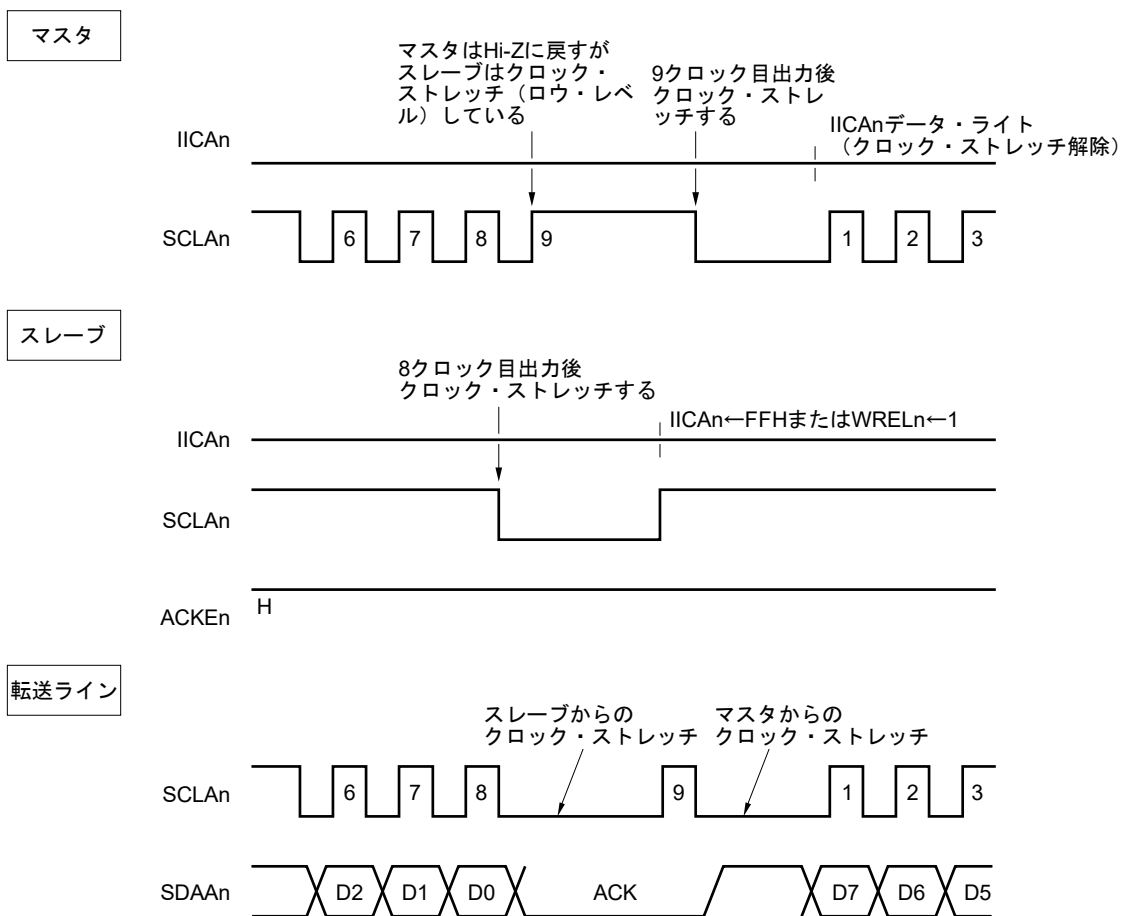 マスタ
マスタはHi-Zに戻すが
スレーブはクロック・
ストレッチ（ロウ・レベ
ル）している
9クロック目出力後
クロック・ストレ
ッチする
IICAnデータ・ライト
（クロック・ストレッチ解除）
IICAn
SCLAn
6 7 8 9 1 2 3
スレーブ
8クロック目出力後
クロック・ストレッチする
IICAn←FFHまたはWRELn←1
IICAn
SCLAn
H
ACKEn
転送ライン
スレーブからの
クロック・ストレッチ
マスタからの
クロック・ストレッチ
SCLAn
6 7 8 9 1 2 3
SDAAn
D2 D1 D0 ACK D7 D6 D5